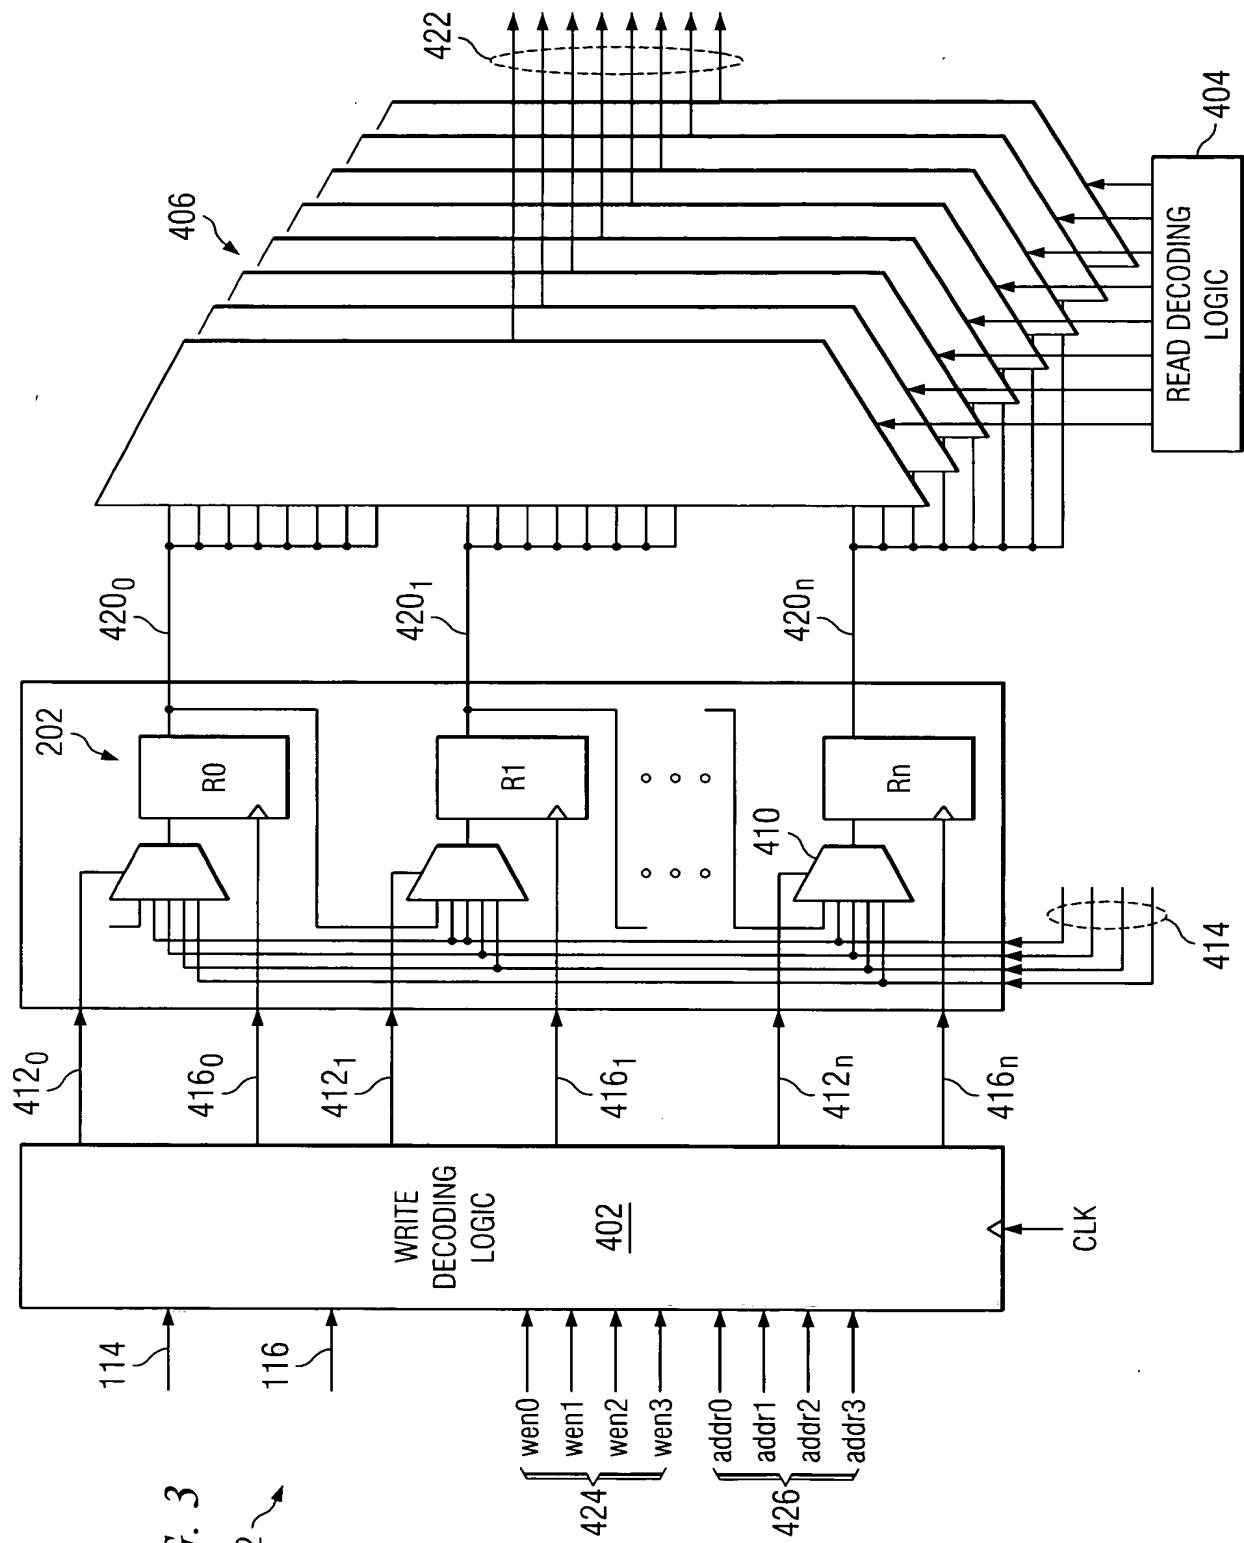 422
406
404
READ DECODING
LOGIC
420₀
420₁
420ₙ
202
R0
R1
Rn
410
414
412₀
416₀
412₁
416₁
412ₙ
416ₙ
WRITE
DECODING
LOGIC
402
CLK
114
116
wen0
wen1
wen2
wen3
424
addr0
addr1
addr2
addr3
426
3